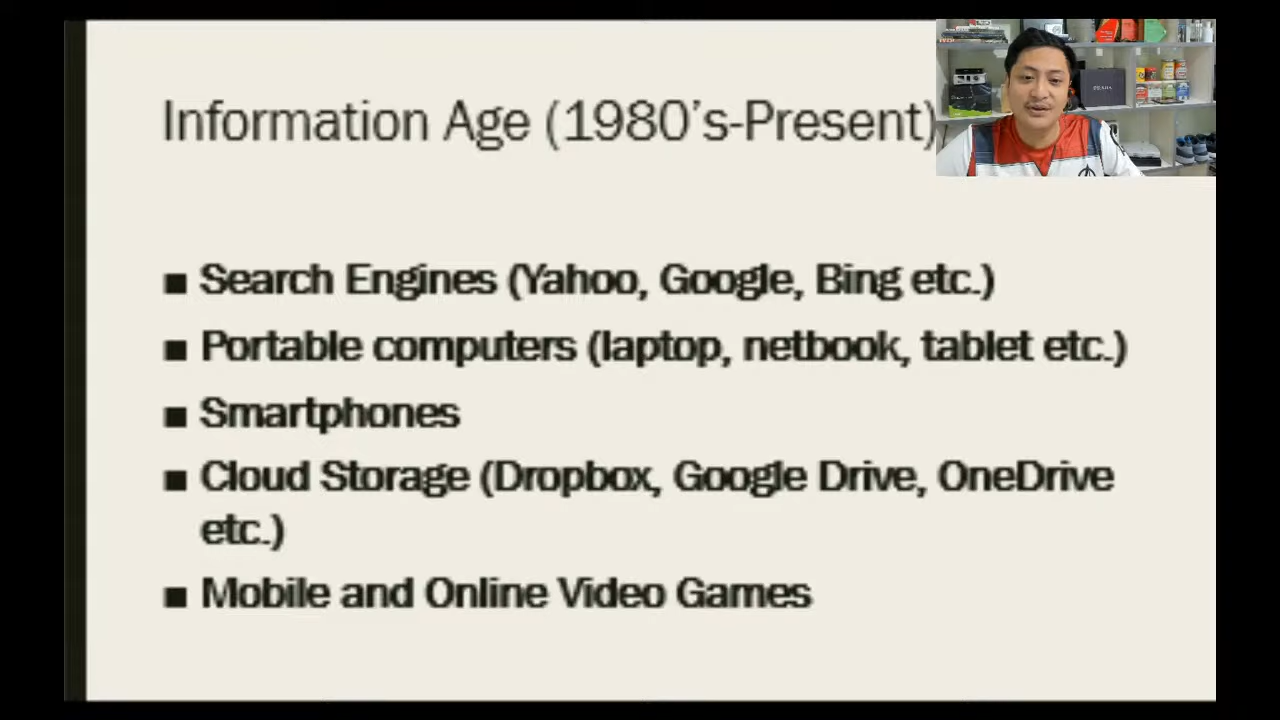 Information Age (1980's-Present)
■ Search Engines (Yahoo, Google, Bing etc.)
■ Portable computers (laptop, netbook, tablet etc.)
■ Smartphones
■ Cloud Storage (Dropbox, Google Drive, OneDrive
etc.)
■ Mobile and Online Video Games
PRADA